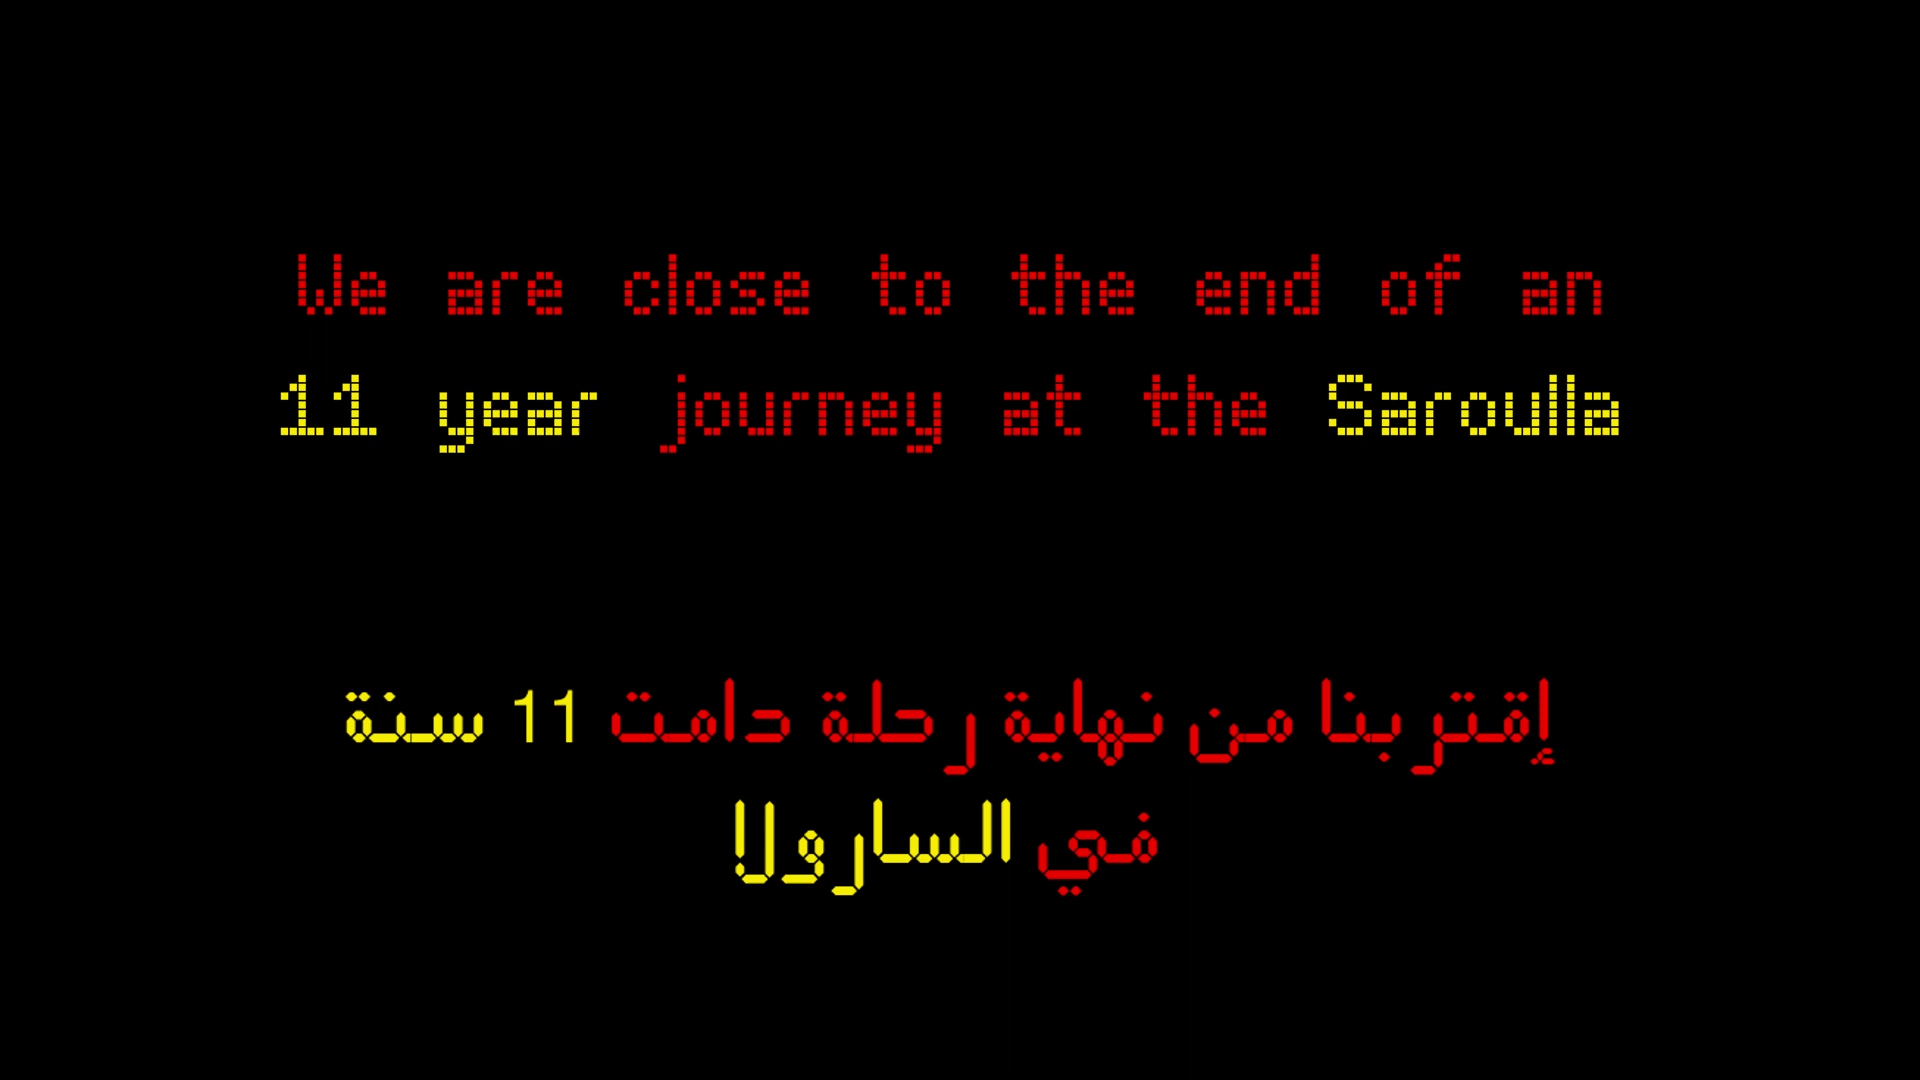 We are close to the end of an
11 year journey at the Saroulla
إقتربنا من نهاية رحلة دامت 11 سنة
في السارولا